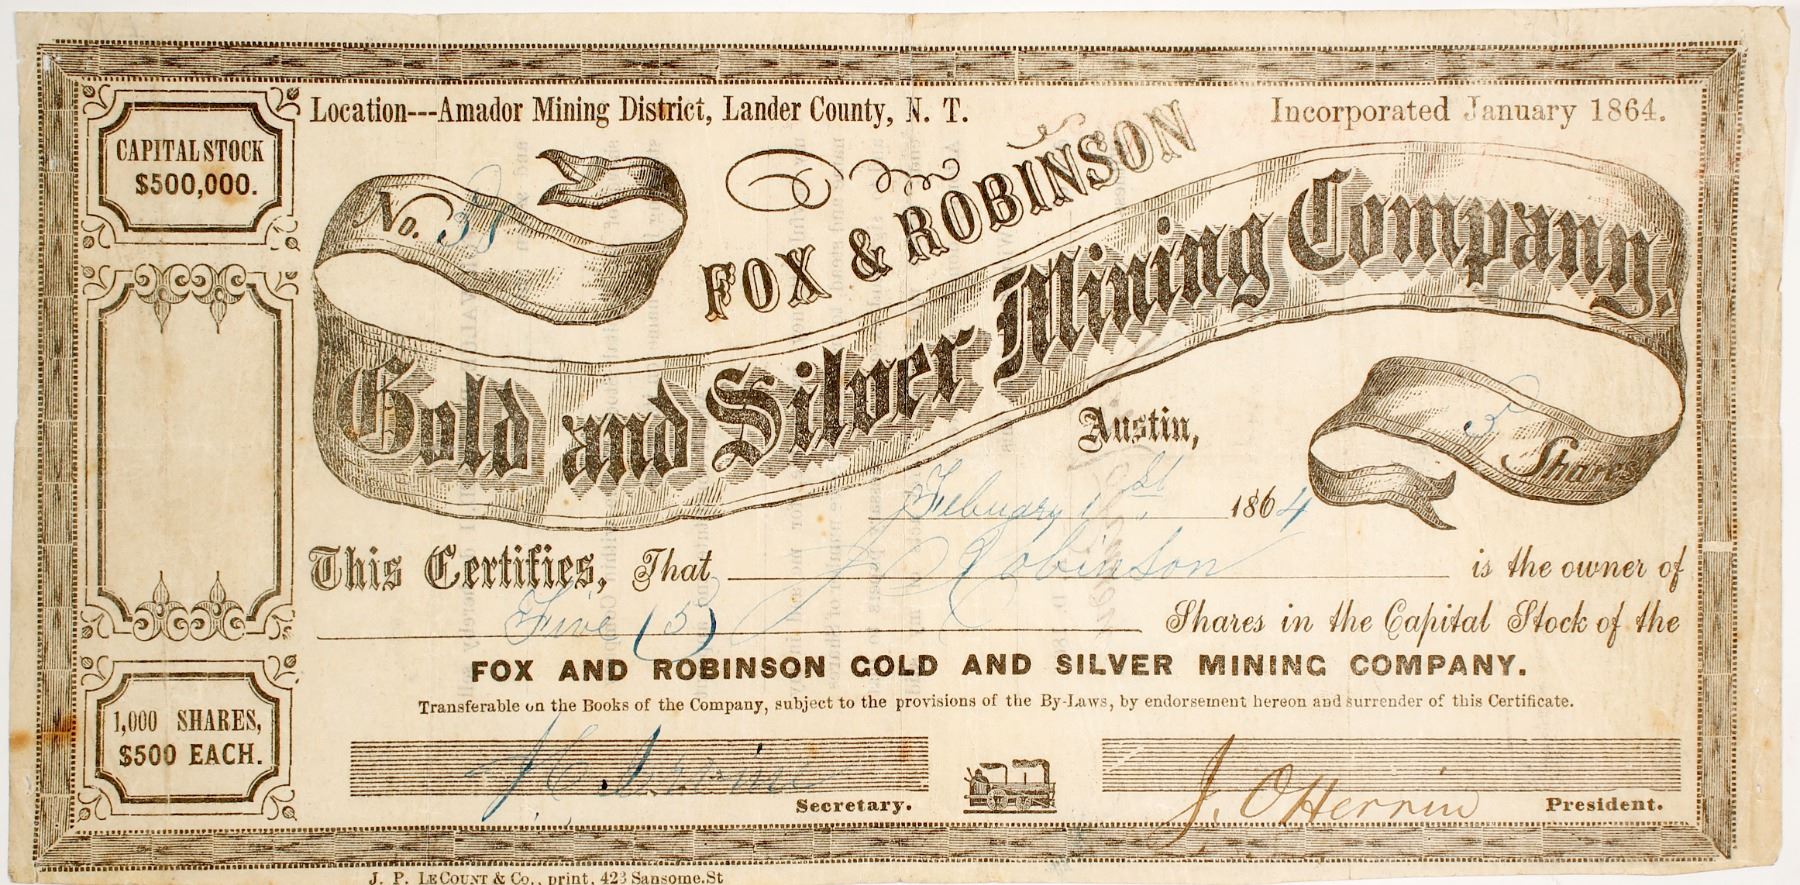 Location---Amador Mining District, Lander County, N. T.
Incorporated January 1864.
CAPITAL STOCK
$500,000.
No. 37
FOX & ROBINSON
Gold and Silver Mining Company.
Austin,
5 Shares
February 1st 1864
This Certifies, That J Robinson is the owner of
Five (5) Shares in the Capital Stock of the
FOX AND ROBINSON GOLD AND SILVER MINING COMPANY.
Transferable on the Books of the Company, subject to the provisions of the By-Laws, by endorsement hereon and surrender of this Certificate.
1,000 SHARES,
$500 EACH.
Secretary.
J. O Herrin President.
J. P. LECOUNT & Co., print, 423 Sansome.St